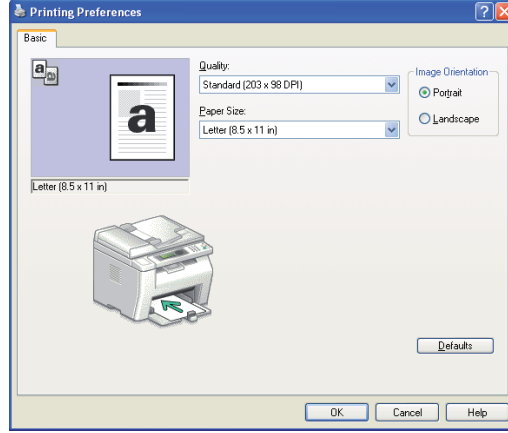 Printing Preferences
Basic
a
a
a
Letter (8.5 x 11 in)
Quality:
Standard (203 x 98 DPI)
Paper Size:
Letter (8.5 x 11 in)
Image Orientation
Portrait
Landscape
Defaults
OK
Cancel
Help